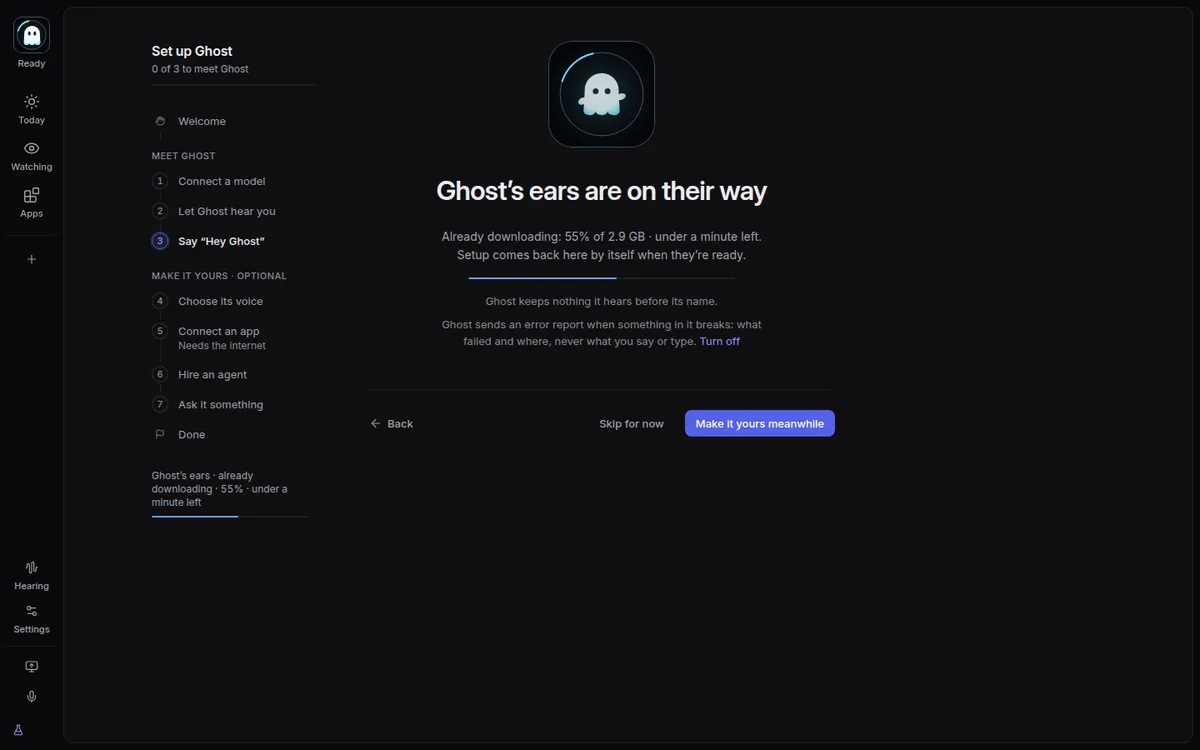 Ready
Today
Watching
Apps
Hearing
Settings
Set up Ghost
0 of 3 to meet Ghost
Welcome
MEET GHOST
1 Connect a model
2 Let Ghost hear you
3 Say “Hey Ghost”
MAKE IT YOURS · OPTIONAL
4 Choose its voice
5 Connect an app
Needs the internet
6 Hire an agent
7 Ask it something
Done
Ghost’s ears · already
downloading · 55% · under a
minute left
Ghost’s ears are on their way
Already downloading: 55% of 2.9 GB · under a minute left.
Setup comes back here by itself when they’re ready.
Ghost keeps nothing it hears before its name.
Ghost sends an error report when something in it breaks: what
failed and where, never what you say or type. Turn off
Back
Skip for now
Make it yours meanwhile